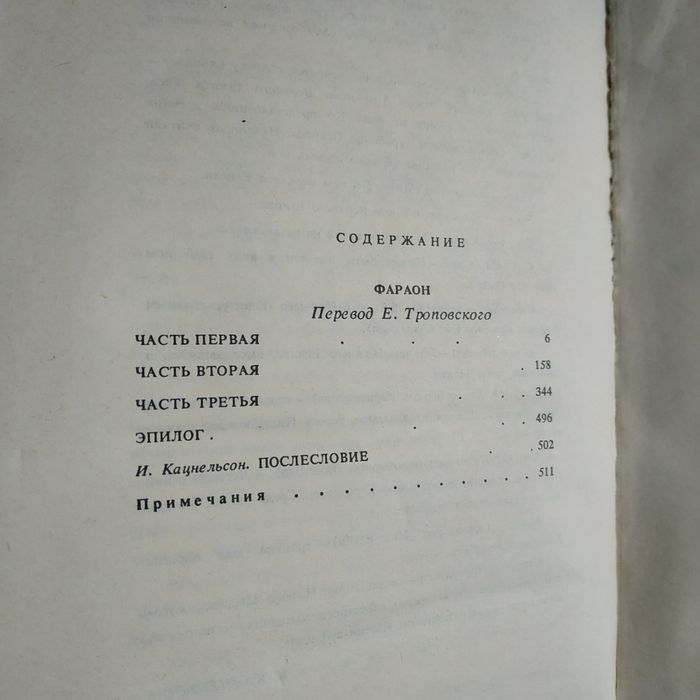 СОДЕРЖАНИЕ
ФАРАОН
Перевод Е. Троповского
ЧАСТЬ ПЕРВАЯ . . . 6
ЧАСТЬ ВТОРАЯ . 158
ЧАСТЬ ТРЕТЬЯ . . 344
ЭПИЛОГ . . . . 496
И. Кацнельсон. ПОСЛЕСЛОВИЕ . . 502
Примечания . . . . . . . . . . 511